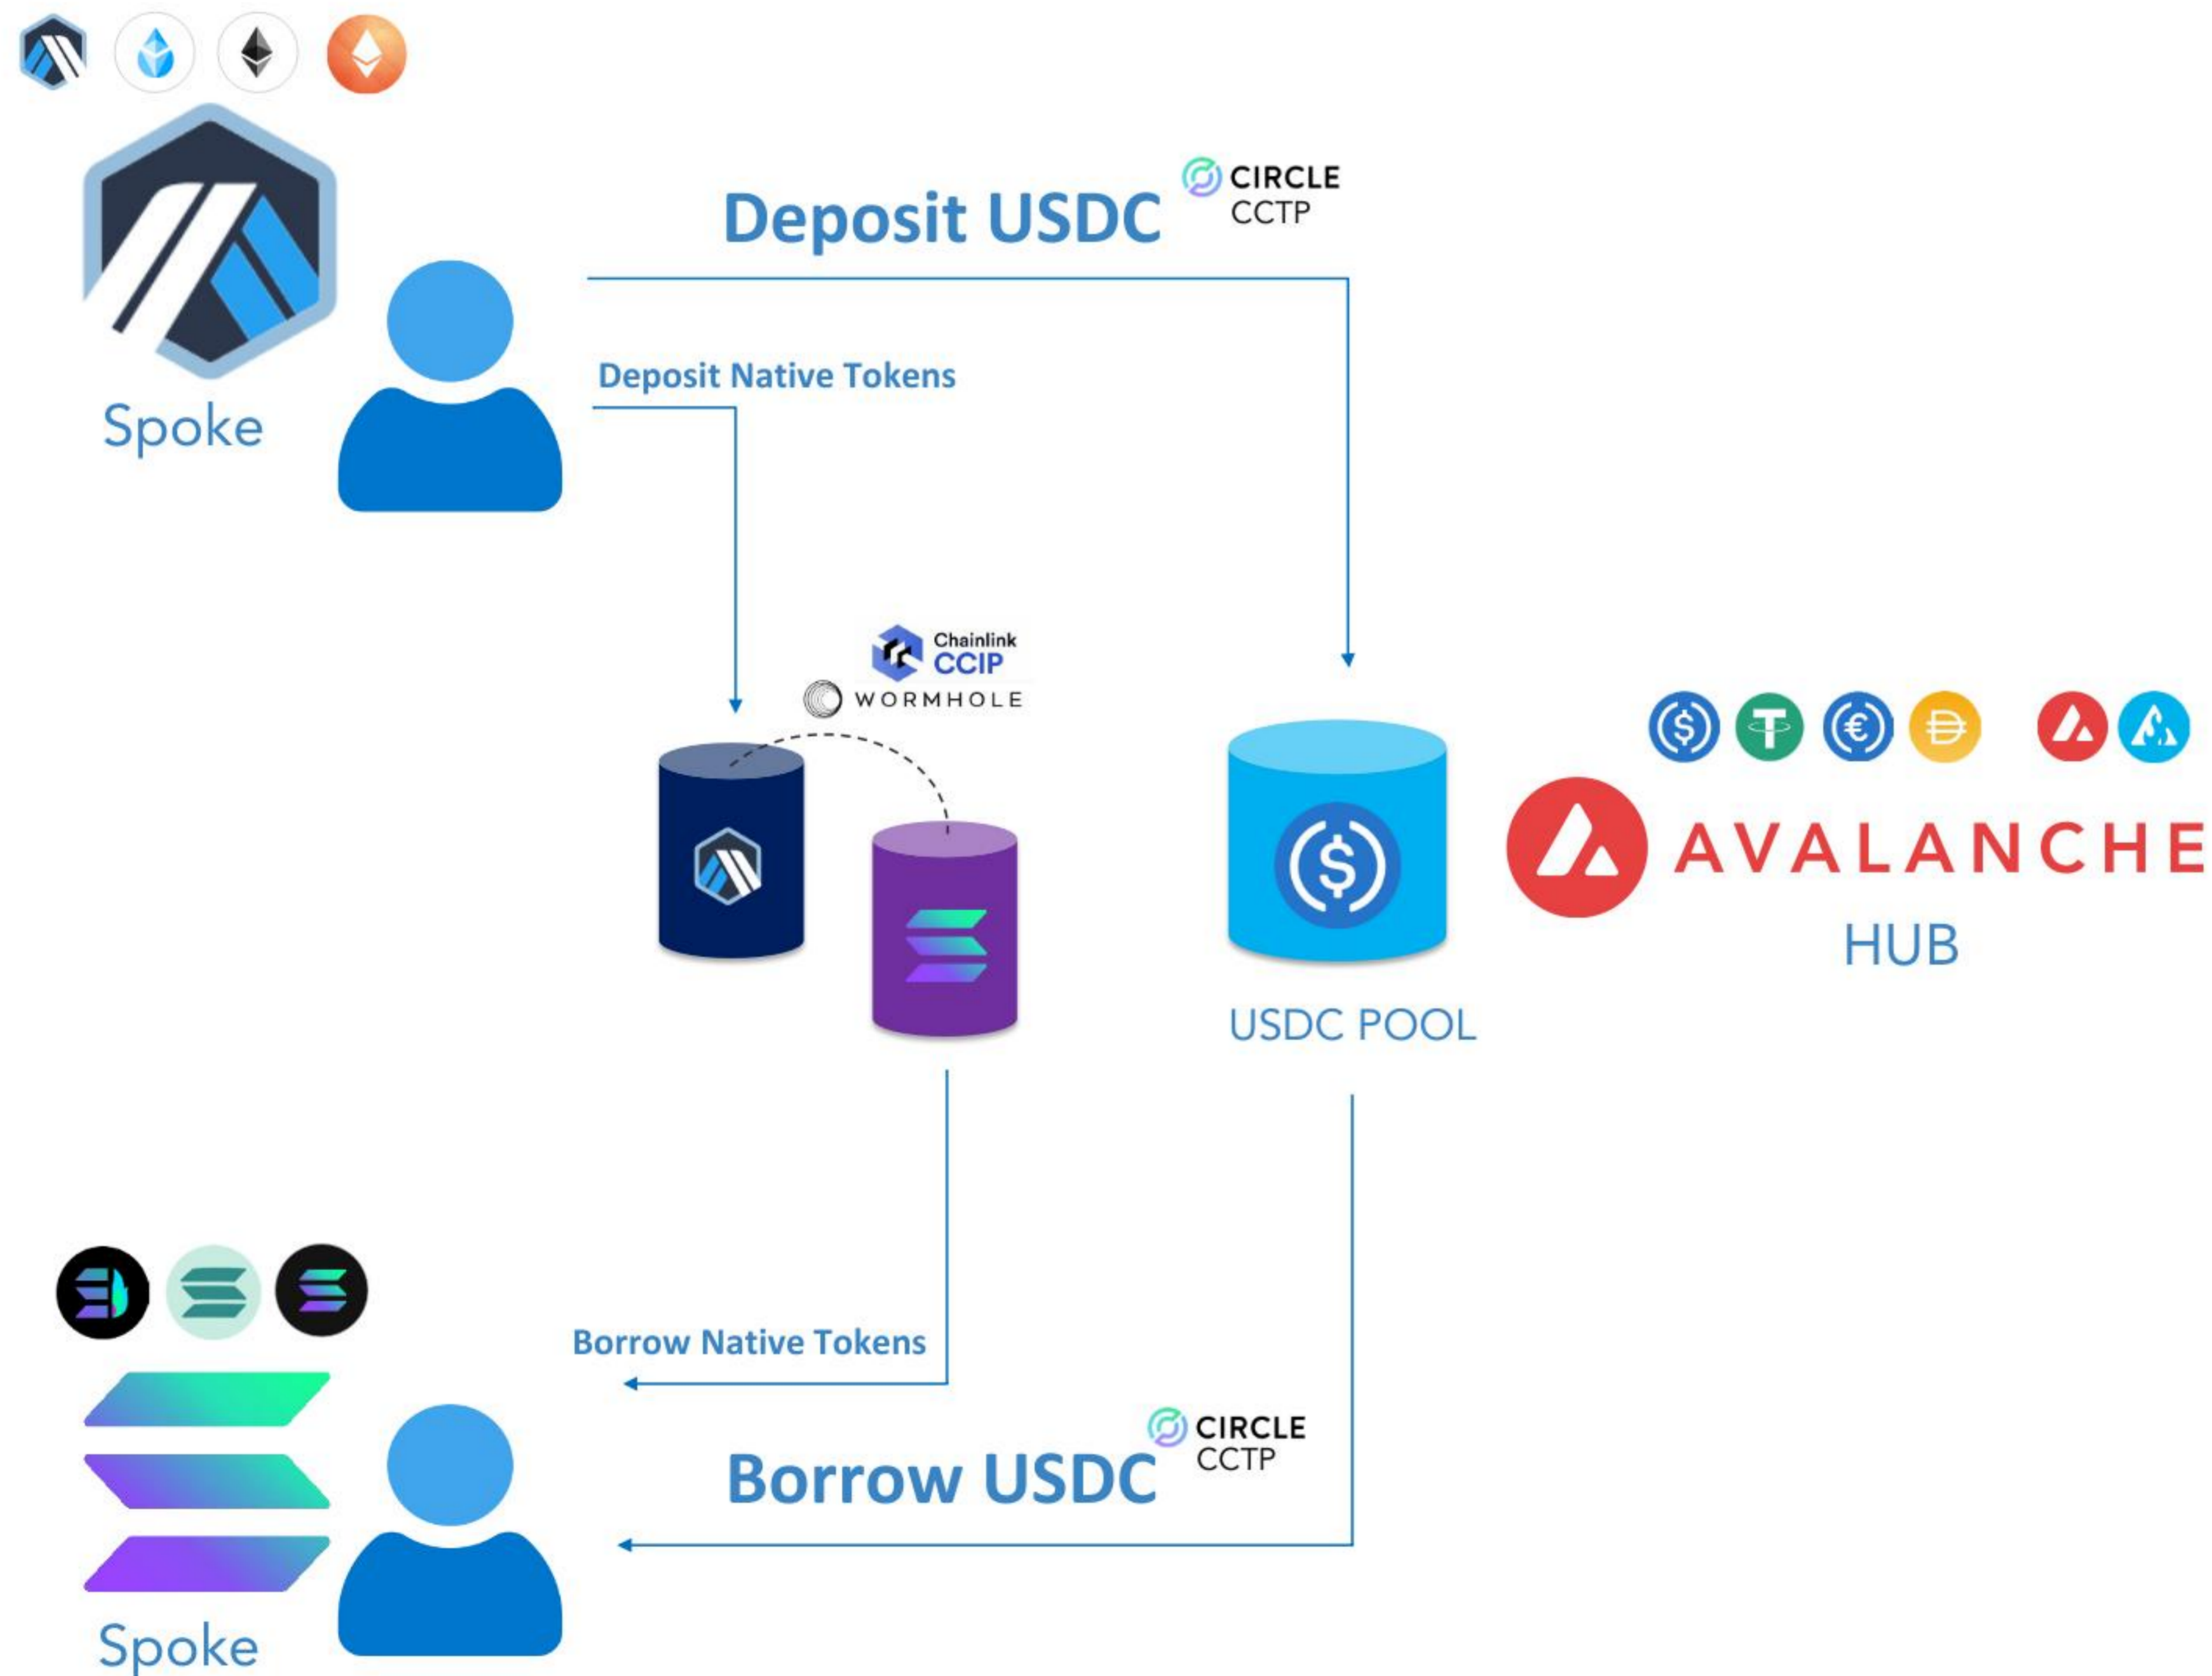 Deposit USDC
CIRCLE
CCTP
Deposit Native Tokens
Spoke
Chainlink
CCIP
WORMHOLE
AVALANCHE
HUB
USDC POOL
Borrow Native Tokens
CIRCLE
CCTP
Borrow USDC
Spoke